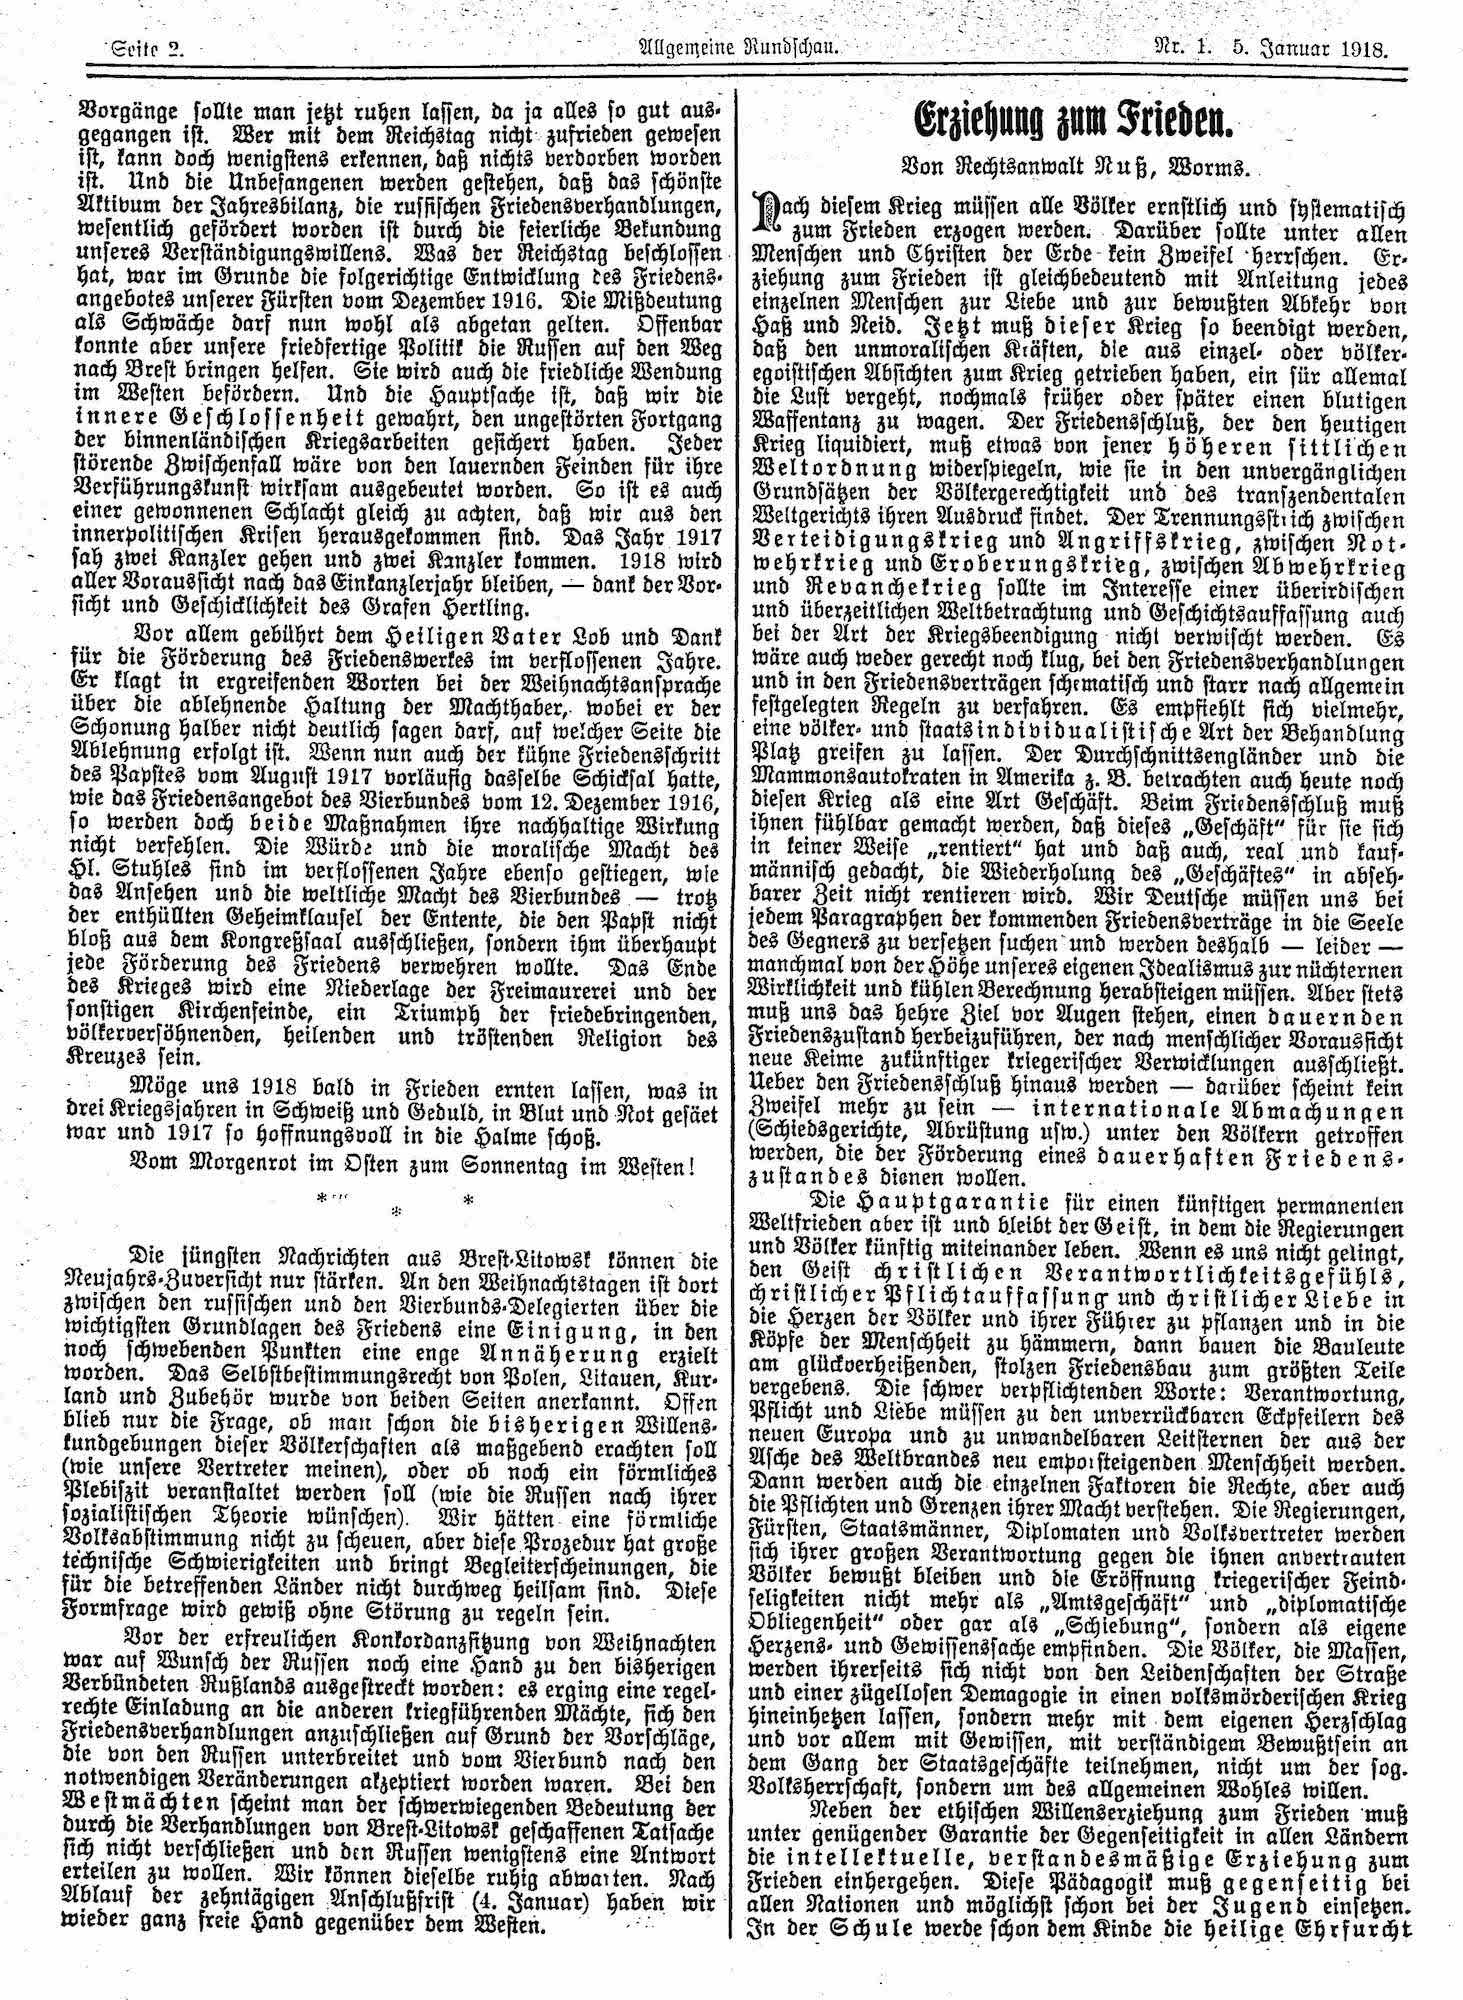 Seite 2.
Allgemeine Rundschau.
Nr. 1. 5. Januar 1918.
Vorgänge sollte man jetzt ruhen lassen, da ja alles so gut aus-
gegangen ist. Wer mit dem Reichstag nicht zufrieden gewesen
ist, kann doch wenigstens erkennen, daß nichts verdorben worden
ist. Und die Unbefangenen werden gestehen, daß das schönste
Aktivum der Jahresbilanz, die russischen Friedensverhandlungen,
wesentlich gefördert worden ist durch die feierliche Bekundung
unseres Verständigungswillens. Was der Reichstag beschlossen
hat, war im Grunde die folgerichtige Entwicklung des Friedens-
angebotes unserer Fürsten vom Dezember 1916. Die Mißdeutung
als Schwäche darf nun wohl als abgetan gelten. Offenbar
konnte aber unsere friedfertige Politik die Russen auf den Weg
nach Brest bringen helfen. Sie wird auch die friedliche Wendung
im Westen befördern. Und die Hauptsache ist, daß wir die
innere Geschlossenheit gewahrt, den ungestörten Fortgang
der binnenländischen Kriegsarbeiten gesichert haben. Jeder
störende Zwischenfall wäre von den lauernden Feinden für ihre
Verführungskunst wirksam ausgebeutet worden. So ist es auch
einer gewonnenen Schlacht gleich zu achten, daß wir aus den
innerpolitischen Krisen herausgekommen sind. Das Jahr 1917
sah zwei Kanzler gehen und zwei Kanzler kommen. 1918 wird
aller Voraussicht nach das Einkanzlerjahr bleiben, — dank der Vor-
sicht und Geschicklichkeit des Grafen Hertling.
Vor allem gebührt dem Heiligen Vater Lob und Dank
für die Förderung des Friedenswerkes im verflossenen Jahre.
Er klagt in ergreifenden Worten bei der Weihnachtsansprache
über die ablehnende Haltung der Machthaber, wobei er der
Schonung halber nicht deutlich sagen darf, auf welcher Seite die
Ablehnung erfolgt ist. Wenn nun auch der kühne Friedensschritt
des Papstes vom August 1917 vorläufig dasselbe Schicksal hatte,
wie das Friedensangebot des Vierbundes vom 12. Dezember 1916,
so werden doch beide Maßnahmen ihre nachhaltige Wirkung
nicht verfehlen. Die Würde und die moralische Macht des
Hl. Stuhles sind im verflossenen Jahre ebenso gestiegen, wie
das Ansehen und die weltliche Macht des Vierbundes — trotz
der enthüllten Geheimklausel der Entente, die den Papst nicht
bloß aus dem Kongreßsaal ausschließen, sondern ihm überhaupt
jede Förderung des Friedens verwehren wollte. Das Ende
des Krieges wird eine Niederlage der Freimaurerei und der
sonstigen Kirchenfeinde, ein Triumph der friedebringenden,
völkerversöhnenden, heilenden und tröstenden Religion des
Kreuzes sein.
Möge uns 1918 bald in Frieden ernten lassen, was in
drei Kriegsjahren in Schweiß und Geduld, in Blut und Not gesäet
war und 1917 so hoffnungsvoll in die Halme schoß.
Vom Morgenrot im Osten zum Sonnentag im Westen!
* * *
Die jüngsten Nachrichten aus Brest-Litowsk können die
Neujahrs-Zuversicht nur stärken. An den Weihnachtstagen ist dort
zwischen den russischen und den Vierbunds-Delegierten über die
wichtigsten Grundlagen des Friedens eine Einigung, in den
noch schwebenden Punkten eine enge Annäherung erzielt
worden. Das Selbstbestimmungsrecht von Polen, Litauen, Kur-
land und Zubehör wurde von beiden Seiten anerkannt. Offen
blieb nur die Frage, ob man schon die bisherigen Willens-
kundgebungen dieser Völkerschaften als maßgebend erachten soll
(wie unsere Vertreter meinen), oder ob noch ein förmliches
Plebiszit veranstaltet werden soll (wie die Russen nach ihrer
sozialistischen Theorie wünschen). Wir hätten eine förmliche
Volksabstimmung nicht zu scheuen, aber diese Prozedur hat große
technische Schwierigkeiten und bringt Begleiterscheinungen, die
für die betreffenden Länder nicht durchweg heilsam sind. Diese
Formfrage wird gewiß ohne Störung zu regeln sein.
Vor der erfreulichen Konkordanzsitzung von Weihnachten
war auf Wunsch der Russen noch eine Hand zu den bisherigen
Verbündeten Rußlands ausgestreckt worden: es erging eine regel-
rechte Einladung an die anderen kriegführenden Mächte, sich den
Friedensverhandlungen anzuschließen auf Grund der Vorschläge,
die von den Russen unterbreitet und vom Vierbund nach den
notwendigen Veränderungen akzeptiert worden waren. Bei den
Westmächten scheint man der schwerwiegenden Bedeutung der
durch die Verhandlungen von Brest-Litowsk geschaffenen Tatsache
sich nicht verschließen und den Russen wenigstens eine Antwort
erteilen zu wollen. Wir können dieselbe ruhig abwarten. Nach
Ablauf der zehntägigen Anschlußfrist (4. Januar) haben wir
wieder ganz freie Hand gegenüber dem Westen.
Erziehung zum Frieden.
Von Rechtsanwalt Nuß, Worms.
Nach diesem Krieg müssen alle Völker ernstlich und systematisch
zum Frieden erzogen werden. Darüber sollte unter allen
Menschen und Christen der Erde kein Zweifel herrschen. Er-
ziehung zum Frieden ist gleichbedeutend mit Anleitung jedes
einzelnen Menschen zur Liebe und zur bewußten Abkehr von
Haß und Neid. Jetzt muß dieser Krieg so beendigt werden,
daß den unmoralischen Kräften, die aus einzel- oder völker-
egoistischen Absichten zum Krieg getrieben haben, ein für allemal
die Lust vergeht, nochmals früher oder später einen blutigen
Waffentanz zu wagen. Der Friedensschluß, der den heutigen
Krieg liquidiert, muß etwas von jener höheren sittlichen
Weltordnung widerspiegeln, wie sie in den unvergänglichen
Grundsätzen der Völkergerechtigkeit und des transzendentalen
Weltgerichts ihren Ausdruck findet. Der Trennungsstrich zwischen
Verteidigungskrieg und Angriffskrieg, zwischen Not-
wehrkrieg und Eroberungskrieg, zwischen Abwehrkrieg
und Revanchekrieg sollte im Interesse einer überirdischen
und überzeitlichen Weltbetrachtung und Geschichtsauffassung auch
bei der Art der Kriegsbeendigung nicht verwischt werden. Es
wäre auch weder gerecht noch klug, bei den Friedensverhandlungen
und in den Friedensverträgen schematisch und starr nach allgemein
festgelegten Regeln zu verfahren. Es empfiehlt sich vielmehr,
eine völker- und staatsindividualistische Art der Behandlung
Platz greifen zu lassen. Der Durchschnittsengländer und die
Mammonsautokraten in Amerika z. B. betrachten auch heute noch
diesen Krieg als eine Art Geschäft. Beim Friedensschluß muß
ihnen fühlbar gemacht werden, daß dieses „Geschäft“ für sie sich
in keiner Weise „rentiert“ hat und daß auch, real und kauf-
männisch gedacht, die Wiederholung des „Geschäftes“ in abseh-
barer Zeit nicht rentieren wird. Wir Deutsche müssen uns bei
jedem Paragraphen der kommenden Friedensverträge in die Seele
des Gegners zu versetzen suchen und werden deshalb — leider —
manchmal von der Höhe unseres eigenen Idealismus zur nüchternen
Wirklichkeit und kühlen Berechnung herabsteigen müssen. Aber stets
muß uns das hehre Ziel vor Augen stehen, einen dauernden
Friedenszustand herbeizuführen, der nach menschlicher Voraussicht
neue Keime zukünftiger kriegerischer Verwicklungen ausschließt.
Ueber den Friedensschluß hinaus werden — darüber scheint kein
Zweifel mehr zu sein — internationale Abmachungen
(Schiedsgerichte, Abrüstung usw.) unter den Völkern getroffen
werden, die der Förderung eines dauerhaften Friedens-
zustandes dienen wollen.
Die Hauptgarantie für einen künftigen permanenten
Weltfrieden aber ist und bleibt der Geist, in dem die Regierungen
und Völker künftig miteinander leben. Wenn es uns nicht gelingt,
den Geist christlichen Verantwortlichkeitsgefühls,
christlicher Pflichtauffassung und christlicher Liebe in
die Herzen der Völker und ihrer Führer zu pflanzen und in die
Köpfe der Menschheit zu hämmern, dann bauen die Bauleute
am glückverheißenden, stolzen Friedensbau zum größten Teile
vergebens. Die schwer verpflichtenden Worte: Verantwortung,
Pflicht und Liebe müssen zu den unverrückbaren Eckpfeilern des
neuen Europa und zu unwandelbaren Leitsternen der aus der
Asche des Weltbrandes neu emporsteigenden Menschheit werden.
Dann werden auch die einzelnen Faktoren die Rechte, aber auch
die Pflichten und Grenzen ihrer Macht verstehen. Die Regierungen,
Fürsten, Staatsmänner, Diplomaten und Volksvertreter werden
sich ihrer großen Verantwortung gegen die ihnen anvertrauten
Völker bewußt bleiben und die Eröffnung kriegerischer Feind-
seligkeiten nicht mehr als „Amtsgeschäft“ und „diplomatische
Obliegenheit“ oder gar als „Schiebung“, sondern als eigene
Herzens- und Gewissenssache empfinden. Die Völker, die Massen,
werden ihrerseits sich nicht von den Leidenschaften der Straße
und einer zügellosen Demagogie in einen volksmörderischen Krieg
hineinhetzen lassen, sondern mehr mit dem eigenen Herzschlag
und vor allem mit Gewissen, mit verständigem Bewußtsein an
dem Gang der Staatsgeschäfte teilnehmen, nicht um der sog.
Volksherrschaft, sondern um des allgemeinen Wohles willen.
Neben der ethischen Willenserziehung zum Frieden muß
unter genügender Garantie der Gegenseitigkeit in allen Ländern
die intellektuelle, verstandesmäßige Erziehung zum
Frieden einhergehen. Diese Pädagogik muß gegenseitig bei
allen Nationen und möglichst schon bei der Jugend einsetzen.
In der Schule werde schon dem Kinde die heilige Ehrfurcht